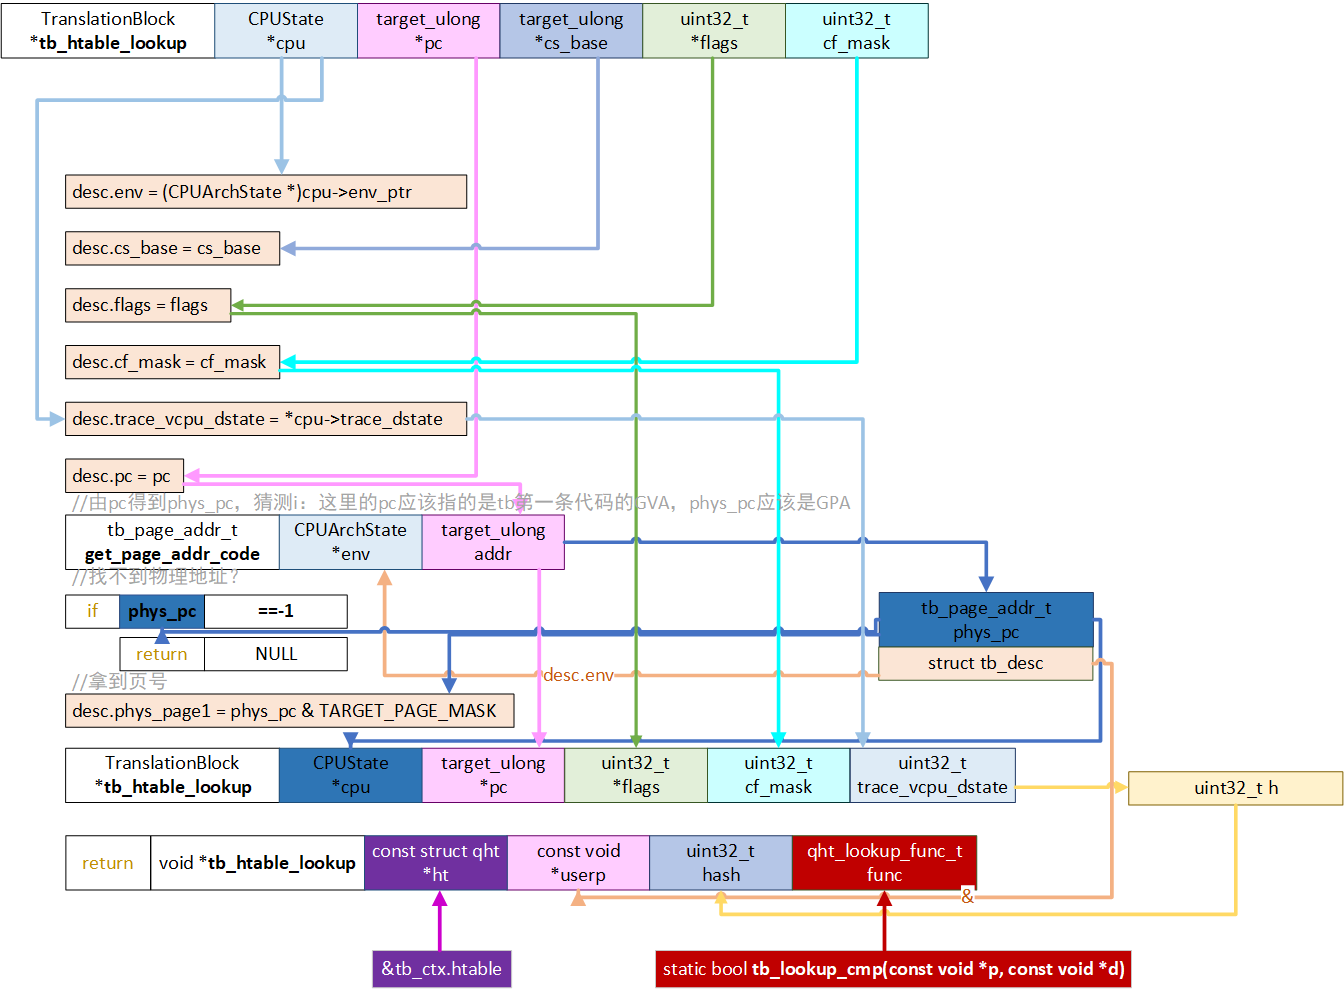 TranslationBlock
*tb_htable_lookup
CPUState
*cpu
target_ulong
*pc
target_ulong
*cs_base
uint32_t
*flags
uint32_t
cf_mask
desc.env = (CPUArchState *)cpu->env_ptr
desc.cs_base = cs_base
desc.flags = flags
desc.cf_mask = cf_mask
desc.trace_vcpu_dstate = *cpu->trace_dstate
desc.pc = pc
//由pc得到phys_pc，猜测i：这里的pc应该指的是tb第一条代码的GVA，phys_pc应该是GPA
tb_page_addr_t
get_page_addr_code
CPUArchState
*env
target_ulong
addr
//找不到物理地址？
if
phys_pc
==-1
return
NULL
tb_page_addr_t
phys_pc
struct tb_desc
desc.env
//拿到页号
desc.phys_page1 = phys_pc & TARGET_PAGE_MASK
TranslationBlock
*tb_htable_lookup
CPUState
*cpu
target_ulong
*pc
uint32_t
*flags
uint32_t
cf_mask
uint32_t
trace_vcpu_dstate
uint32_t h
return
void *tb_htable_lookup
const struct qht
*ht
const void
*userp
uint32_t
hash
qht_lookup_func_t
func
&
&tb_ctx.htable
static bool tb_lookup_cmp(const void *p, const void *d)